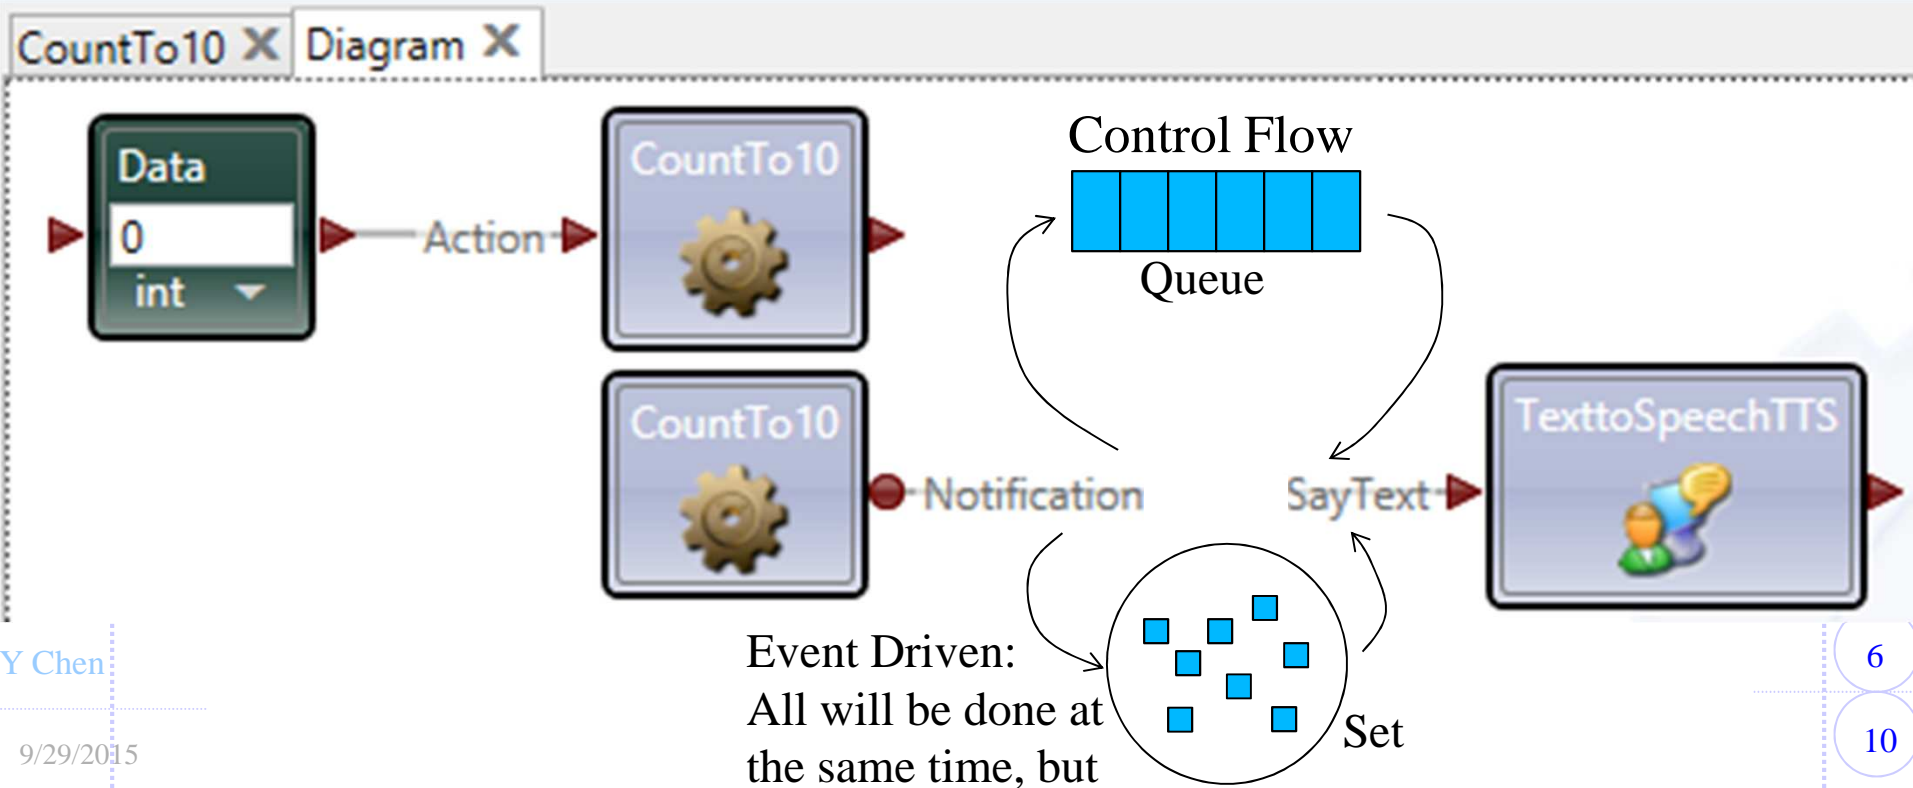 CountTo10 X Diagram X
Data
0
int
Action
CountTo10
Control Flow
Queue
CountTo10
Notification
SayText
TexttoSpeechTTS
Event Driven:
All will be done at
the same time, but
Set
Y Chen
9/29/2015
6
10